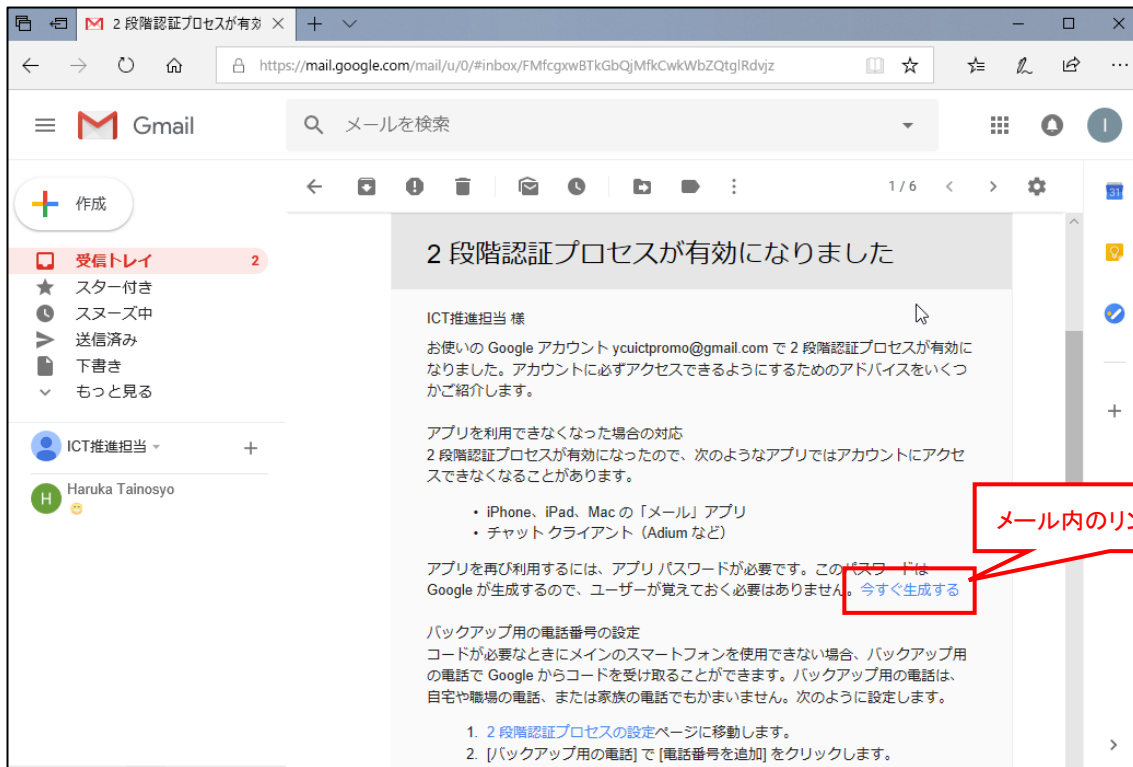 2 段階認証プロセスが有効
https://mail.google.com/mail/u/0/#inbox/FMfcgxwBTkGbQjMfkCwkWbZQtglRdvjz
Gmail
メールを検索
I
作成
1 / 6
31
受信トレイ 2
スター付き
スヌーズ中
送信済み
下書き
もっと見る
ICT推進担当
H
Haruka Tainosyo
2 段階認証プロセスが有効になりました
ICT推進担当 様
お使いの Google アカウント ycuictpromo@gmail.com で 2 段階認証プロセスが有効に
なりました。アカウントに必ずアクセスできるようにするためのアドバイスをいくつ
かご紹介します。
アプリを利用できなくなった場合の対応
2 段階認証プロセスが有効になったので、次のようなアプリではアカウントにアクセ
スできなくなることがあります。
• iPhone、iPad、Mac の「メール」アプリ
• チャット クライアント（Adium など）
メール内のリン
アプリを再び利用するには、アプリ パスワードが必要です。このパスワードは
Google が生成するので、ユーザーが覚えておく必要はありません。今すぐ生成する
バックアップ用の電話番号の設定
コードが必要なときにメインのスマートフォンを使用できない場合、バックアップ用
の電話で Google からコードを受け取ることができます。バックアップ用の電話は、
自宅や職場の電話、または家族の電話でもかまいません。次のように設定します。
1. 2 段階認証プロセスの設定ページに移動します。
2. [バックアップ用の電話] で [電話番号を追加] をクリックします。